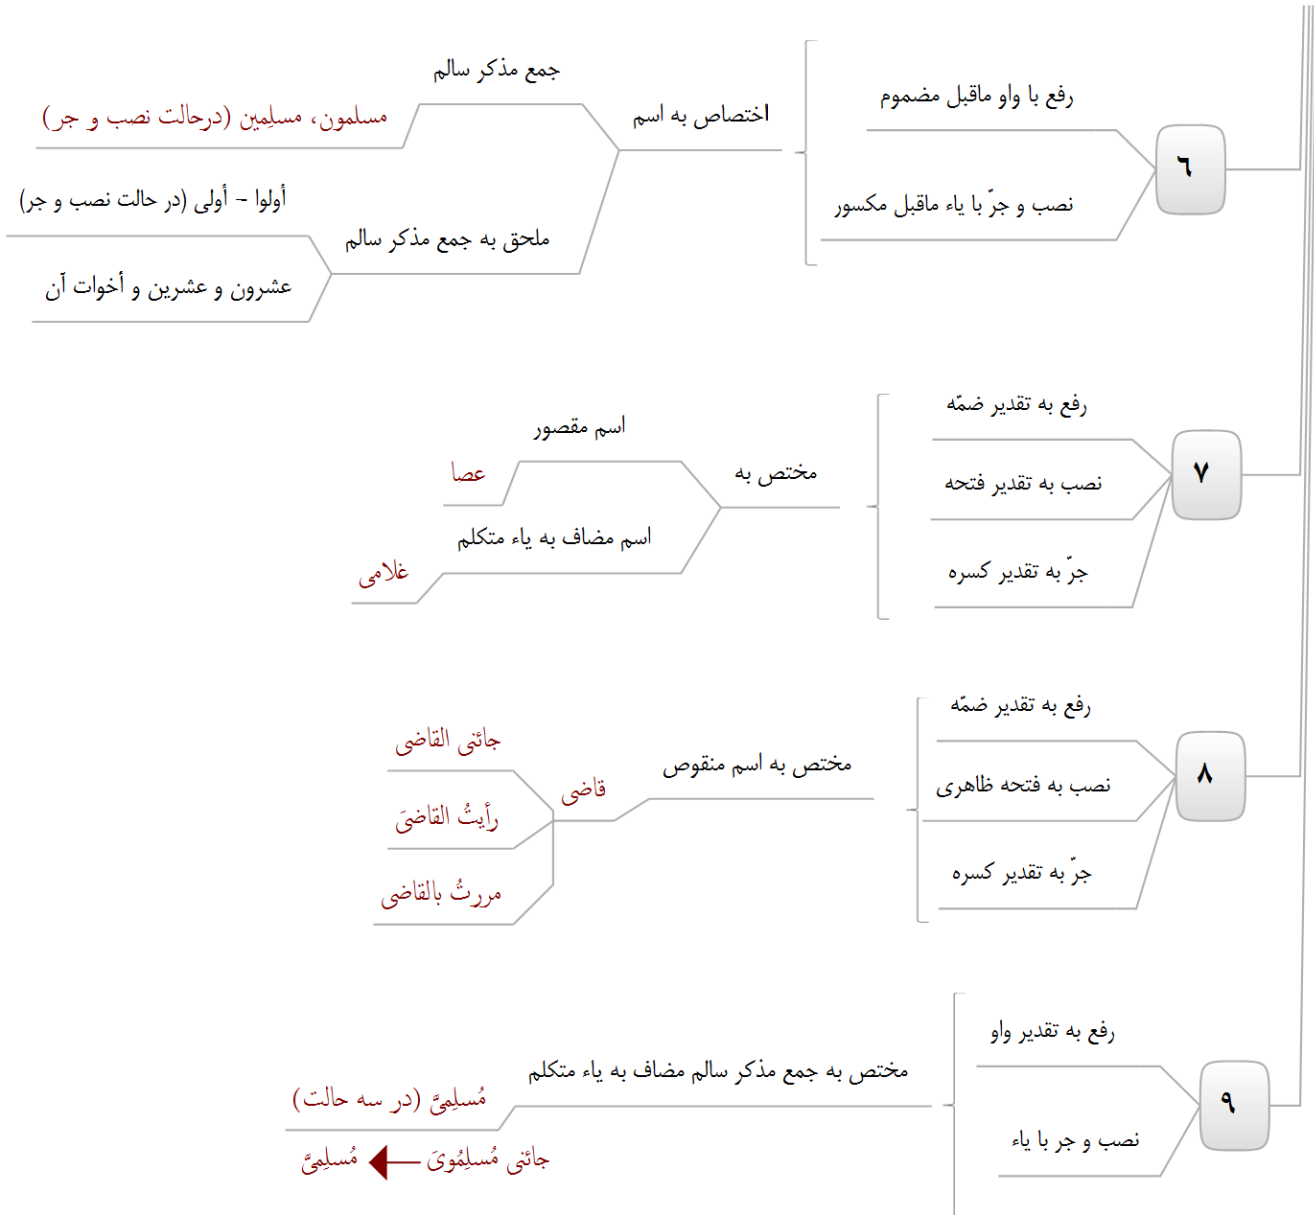 ٦
رفع با واو ماقبل مضموم
نصب و جرّ با یاء ماقبل مکسور
اختصاص به اسم
جمع مذکر سالم
مسلمون، مسلِمین (درحالت نصب و جر)
ملحق به جمع مذکر سالم
أولوا - أولی (در حالت نصب و جر)
عشرون و عشرین و أخوات آن
٧
رفع به تقدیر ضمّه
نصب به تقدیر فتحه
جرّ به تقدیر کسره
مختص به
اسم مقصور
عصا
اسم مضاف به یاء متکلم
غلامی
٨
رفع به تقدیر ضمّه
نصب به فتحه ظاهری
جرّ به تقدیر کسره
مختص به اسم منقوص
قاضی
جائنی القاضی
رأیتُ القاضیَ
مررتُ بالقاضی
٩
رفع به تقدیر واو
نصب و جر با یاء
مختص به جمع مذکر سالم مضاف به یاء متکلم
مُسلِمیَّ (در سه حالت)
جائنی مُسلِمُویَ ← مُسلِمیَّ